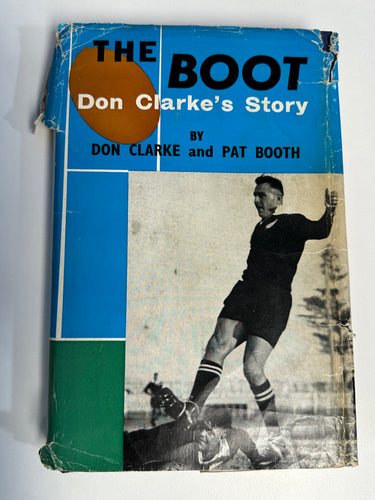 THE BOOT
Don Clarke's Story
BY
DON CLARKE and PAT BOOTH